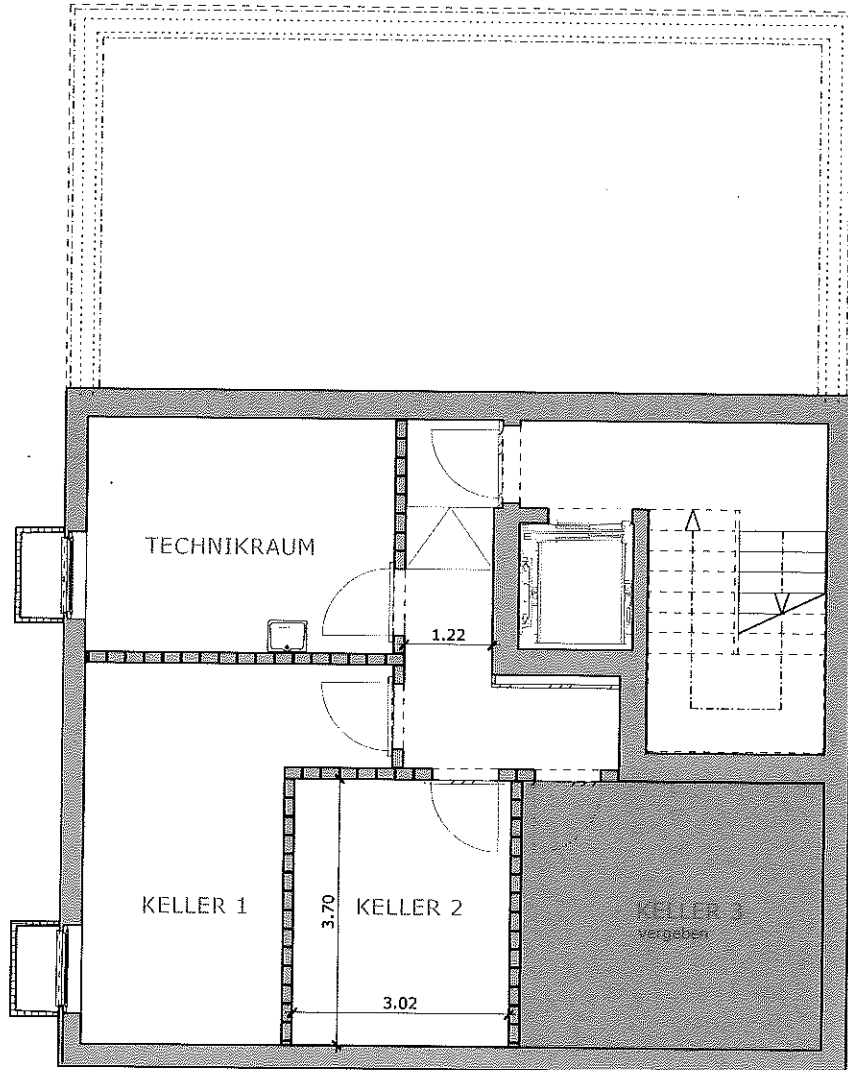 TECHNIKRAUM
1.22
KELLER 1
3.70
KELLER 2
KELLER 3
vergeben
3.02